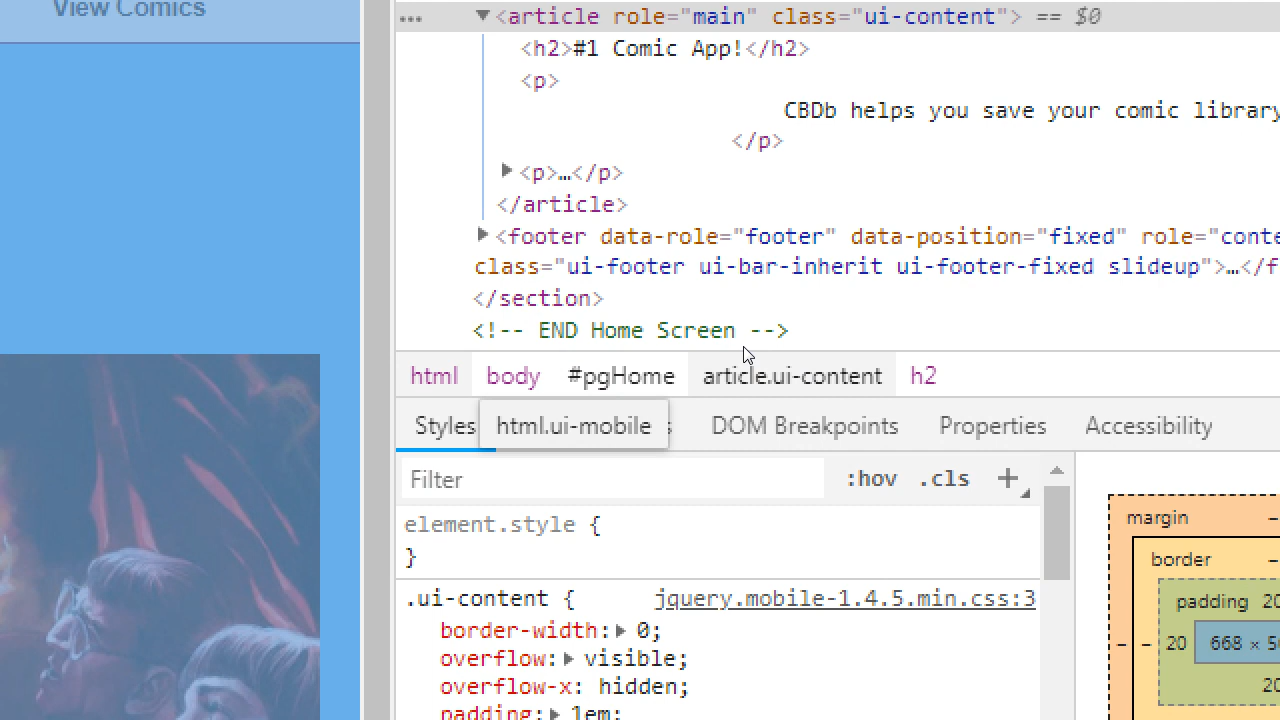 View Comics
… ▼<article role="main" class="ui-content"> == $0
<h2>#1 Comic App!</h2>
<p>
CBDb helps you save your comic library
</p>
▶<p>…</p>
</article>
▶<footer data-role="footer" data-position="fixed" role="conte
class="ui-footer ui-bar-inherit ui-footer-fixed slideup">…</f
</section>
<!-- END Home Screen -->
html body #pgHome article.ui-content h2
Styles html.ui-mobile s DOM Breakpoints Properties Accessibility
Filter :hov .cls +
element.style {
}
.ui-content { jquery.mobile-1.4.5.min.css:3
border-width:▶ 0;
overflow:▶ visible;
overflow-x: hidden;
padding:▶ 1em;
margin –
border –
padding 20
– – 20 668 × 50
20